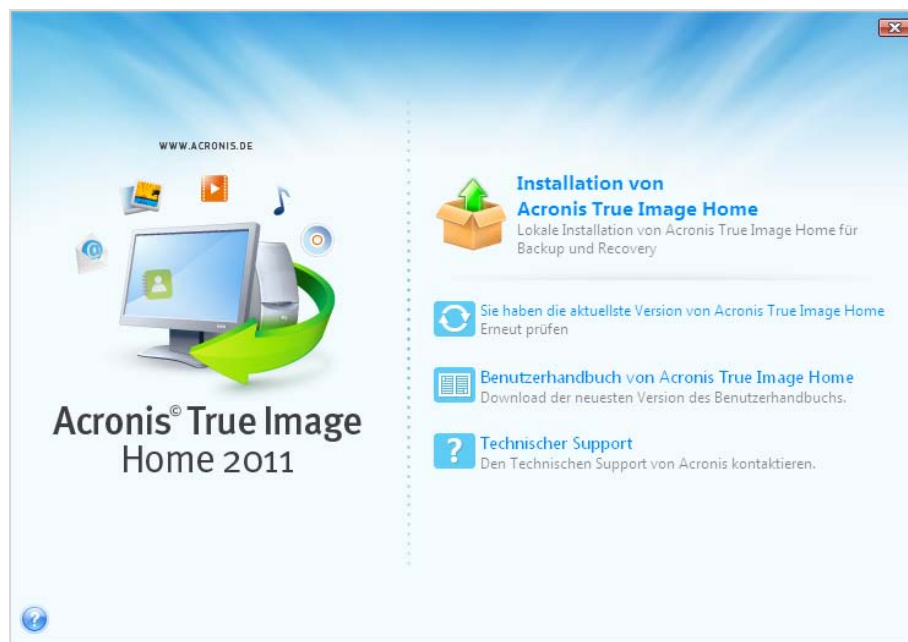 WWW.ACRONIS.DE
Acronis© True Image
Home 2011
Installation von
Acronis True Image Home
Lokale Installation von Acronis True Image Home für
Backup und Recovery
Sie haben die aktuellste Version von Acronis True Image Home
Erneut prüfen
Benutzerhandbuch von Acronis True Image Home
Download der neuesten Version des Benutzerhandbuchs.
Technischer Support
Den Technischen Support von Acronis kontaktieren.